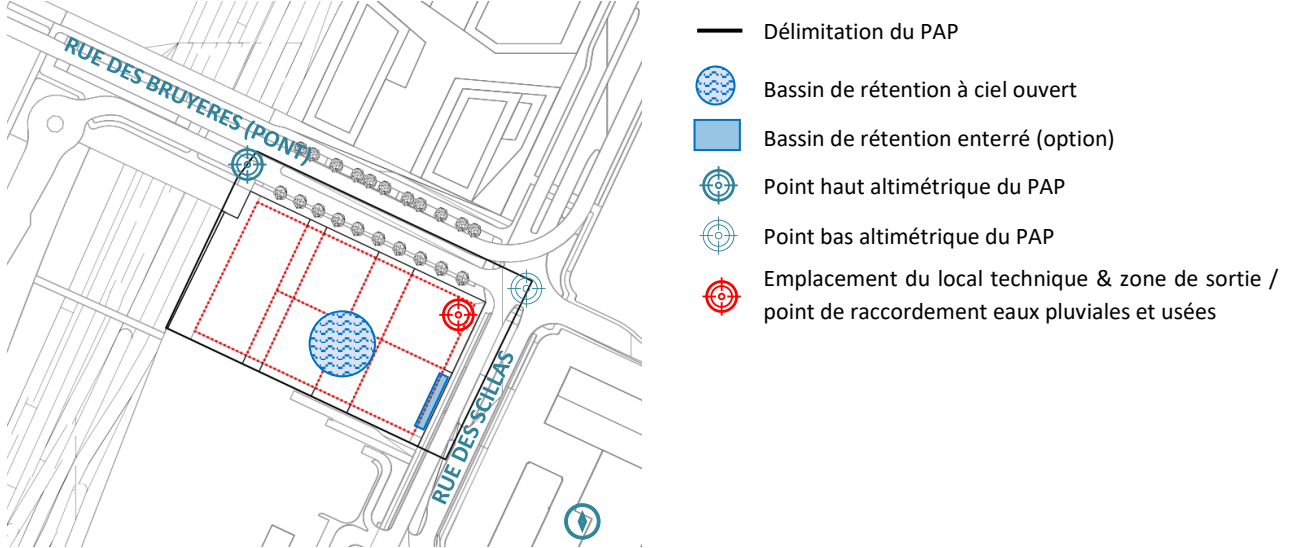 RUE DES BRUYERES (PONT)
RUE DES SCILLAS
Délimitation du PAP
Bassin de rétention à ciel ouvert
Bassin de rétention enterré (option)
Point haut altimétrique du PAP
Point bas altimétrique du PAP
Emplacement du local technique & zone de sortie /
point de raccordement eaux pluviales et usées